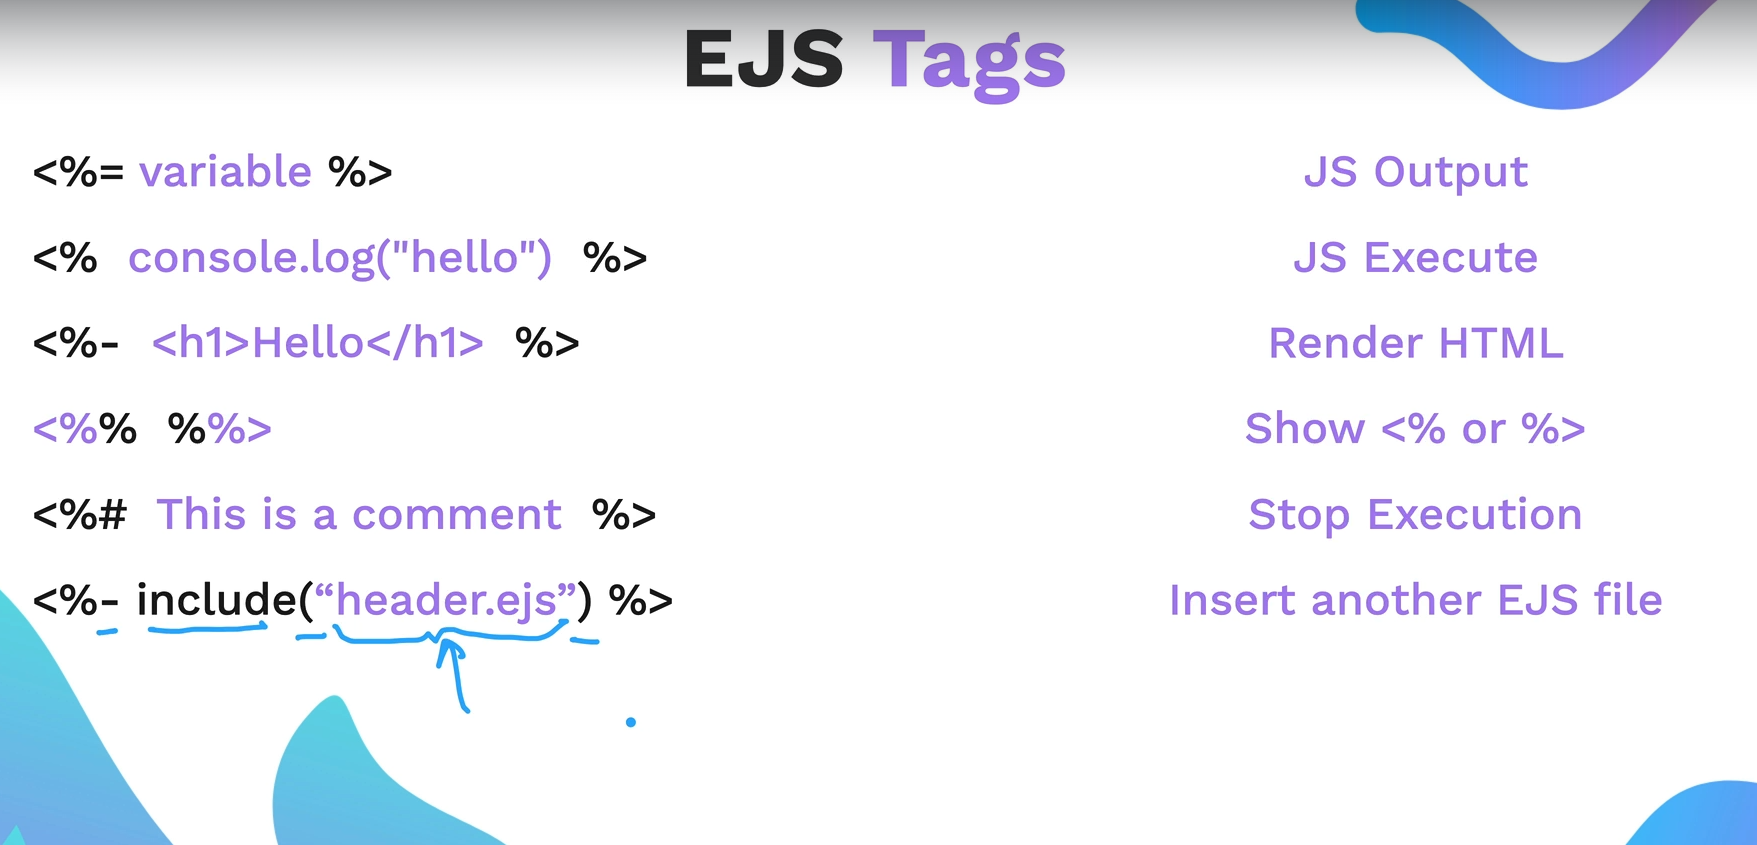 EJS Tags
<%= variable %> JS Output
<% console.log("hello") %> JS Execute
<%- <h1>Hello</h1> %> Render HTML
<%% %%> Show <% or %>
<%# This is a comment %> Stop Execution
<%- include(“header.ejs”) %> Insert another EJS file